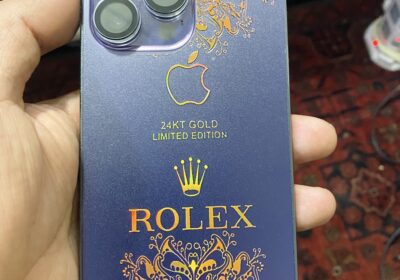 24KT GOLD
LIMITED EDITION
ROLEX